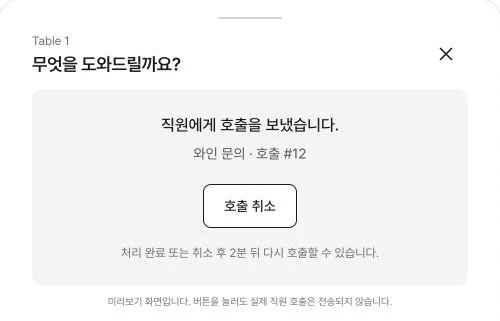 Table 1
무엇을 도와드릴까요?
직원에게 호출을 보냈습니다.
와인 문의 · 호출 #12
호출 취소
처리 완료 또는 취소 후 2분 뒤 다시 호출할 수 있습니다.
미리보기 화면입니다. 버튼을 눌러도 실제 직원 호출은 전송되지 않습니다.